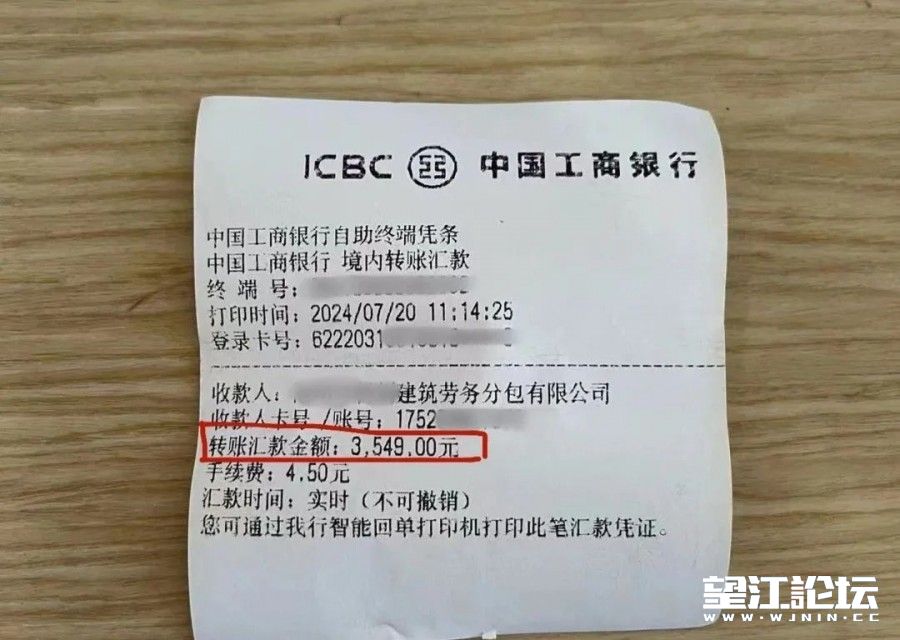 ICBC 中国工商银行
中国工商银行自助终端凭条
中国工商银行 境内转账汇款
终 端 号:
打印时间: 2024/07/20 11:14:25
登录卡号: 6222031
收款人: 建筑劳务分包有限公司
收款人卡号 /账号: 1752
转账汇款金额: 3,549.00元
手续费: 4.50元
汇款时间: 实时 (不可撤销)
您可通过我行智能回单打印机打印此笔汇款凭证。
望江论坛
WWW.WJNIN.CC